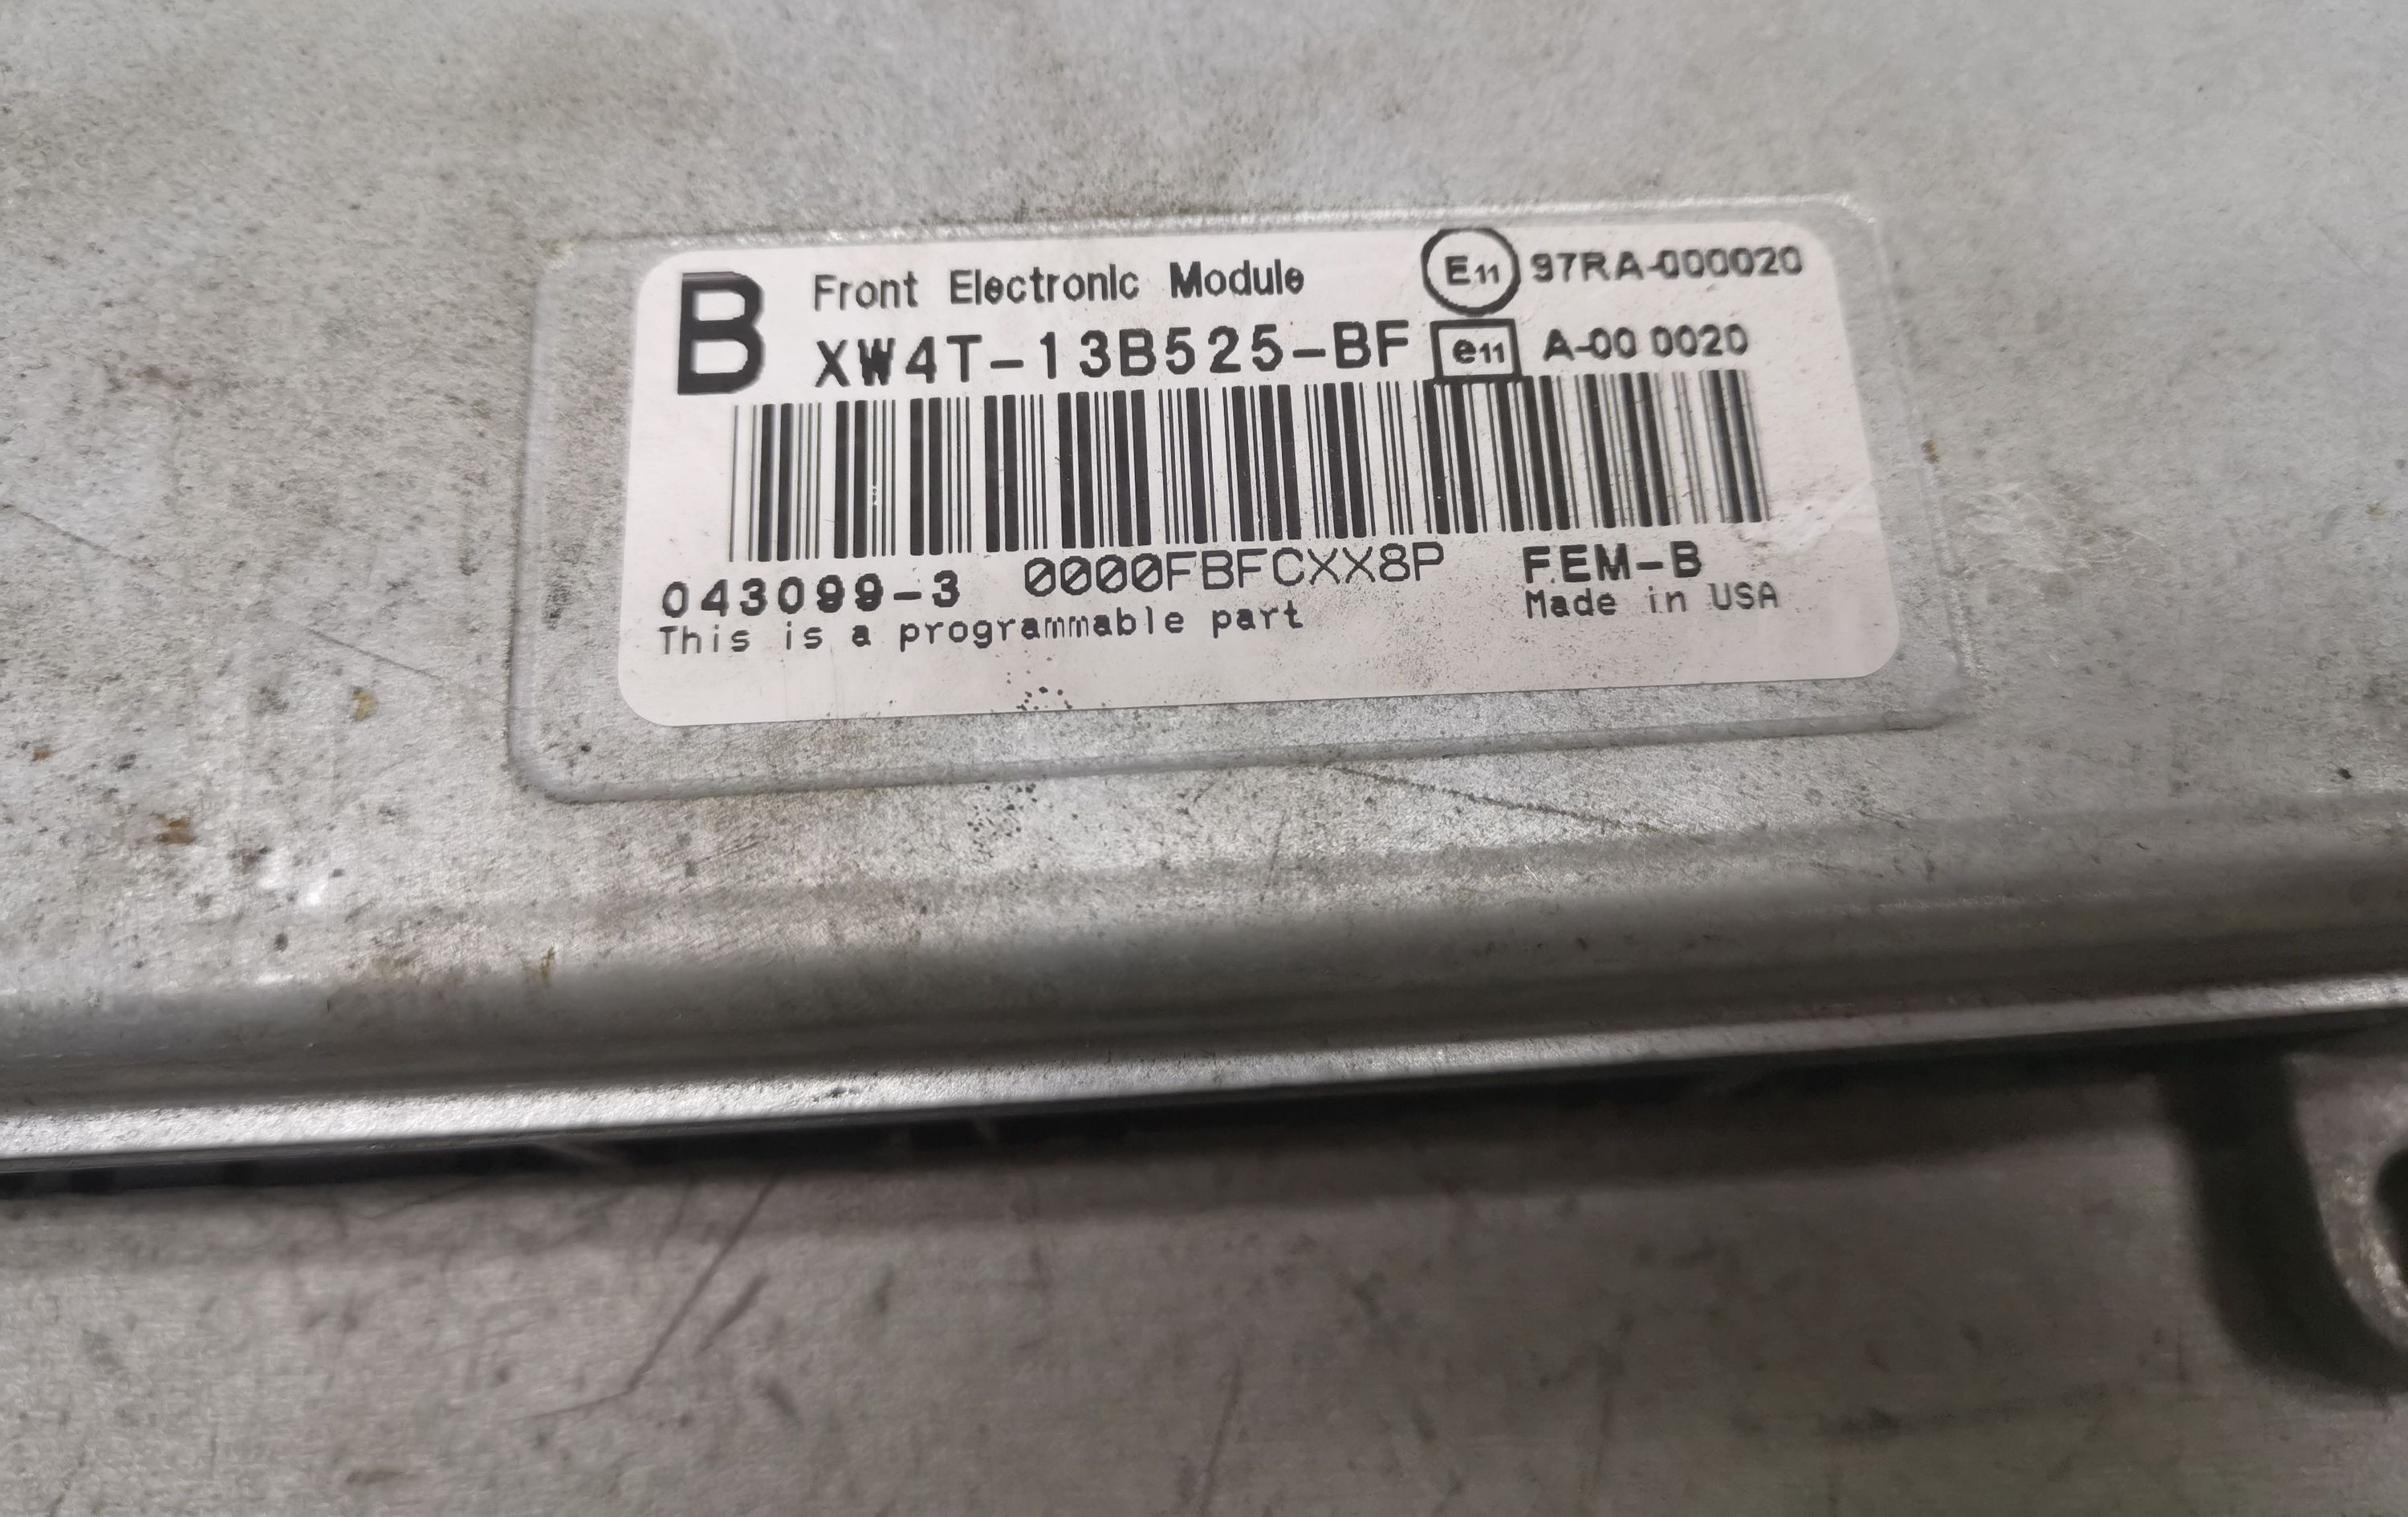 B Front Electronic Module E11 97RA-000020
XW4T-13B525-BF e11 A-00 0020
043099-3 0000FBFCXX8P FEM-B
This is a programmable part Made in USA